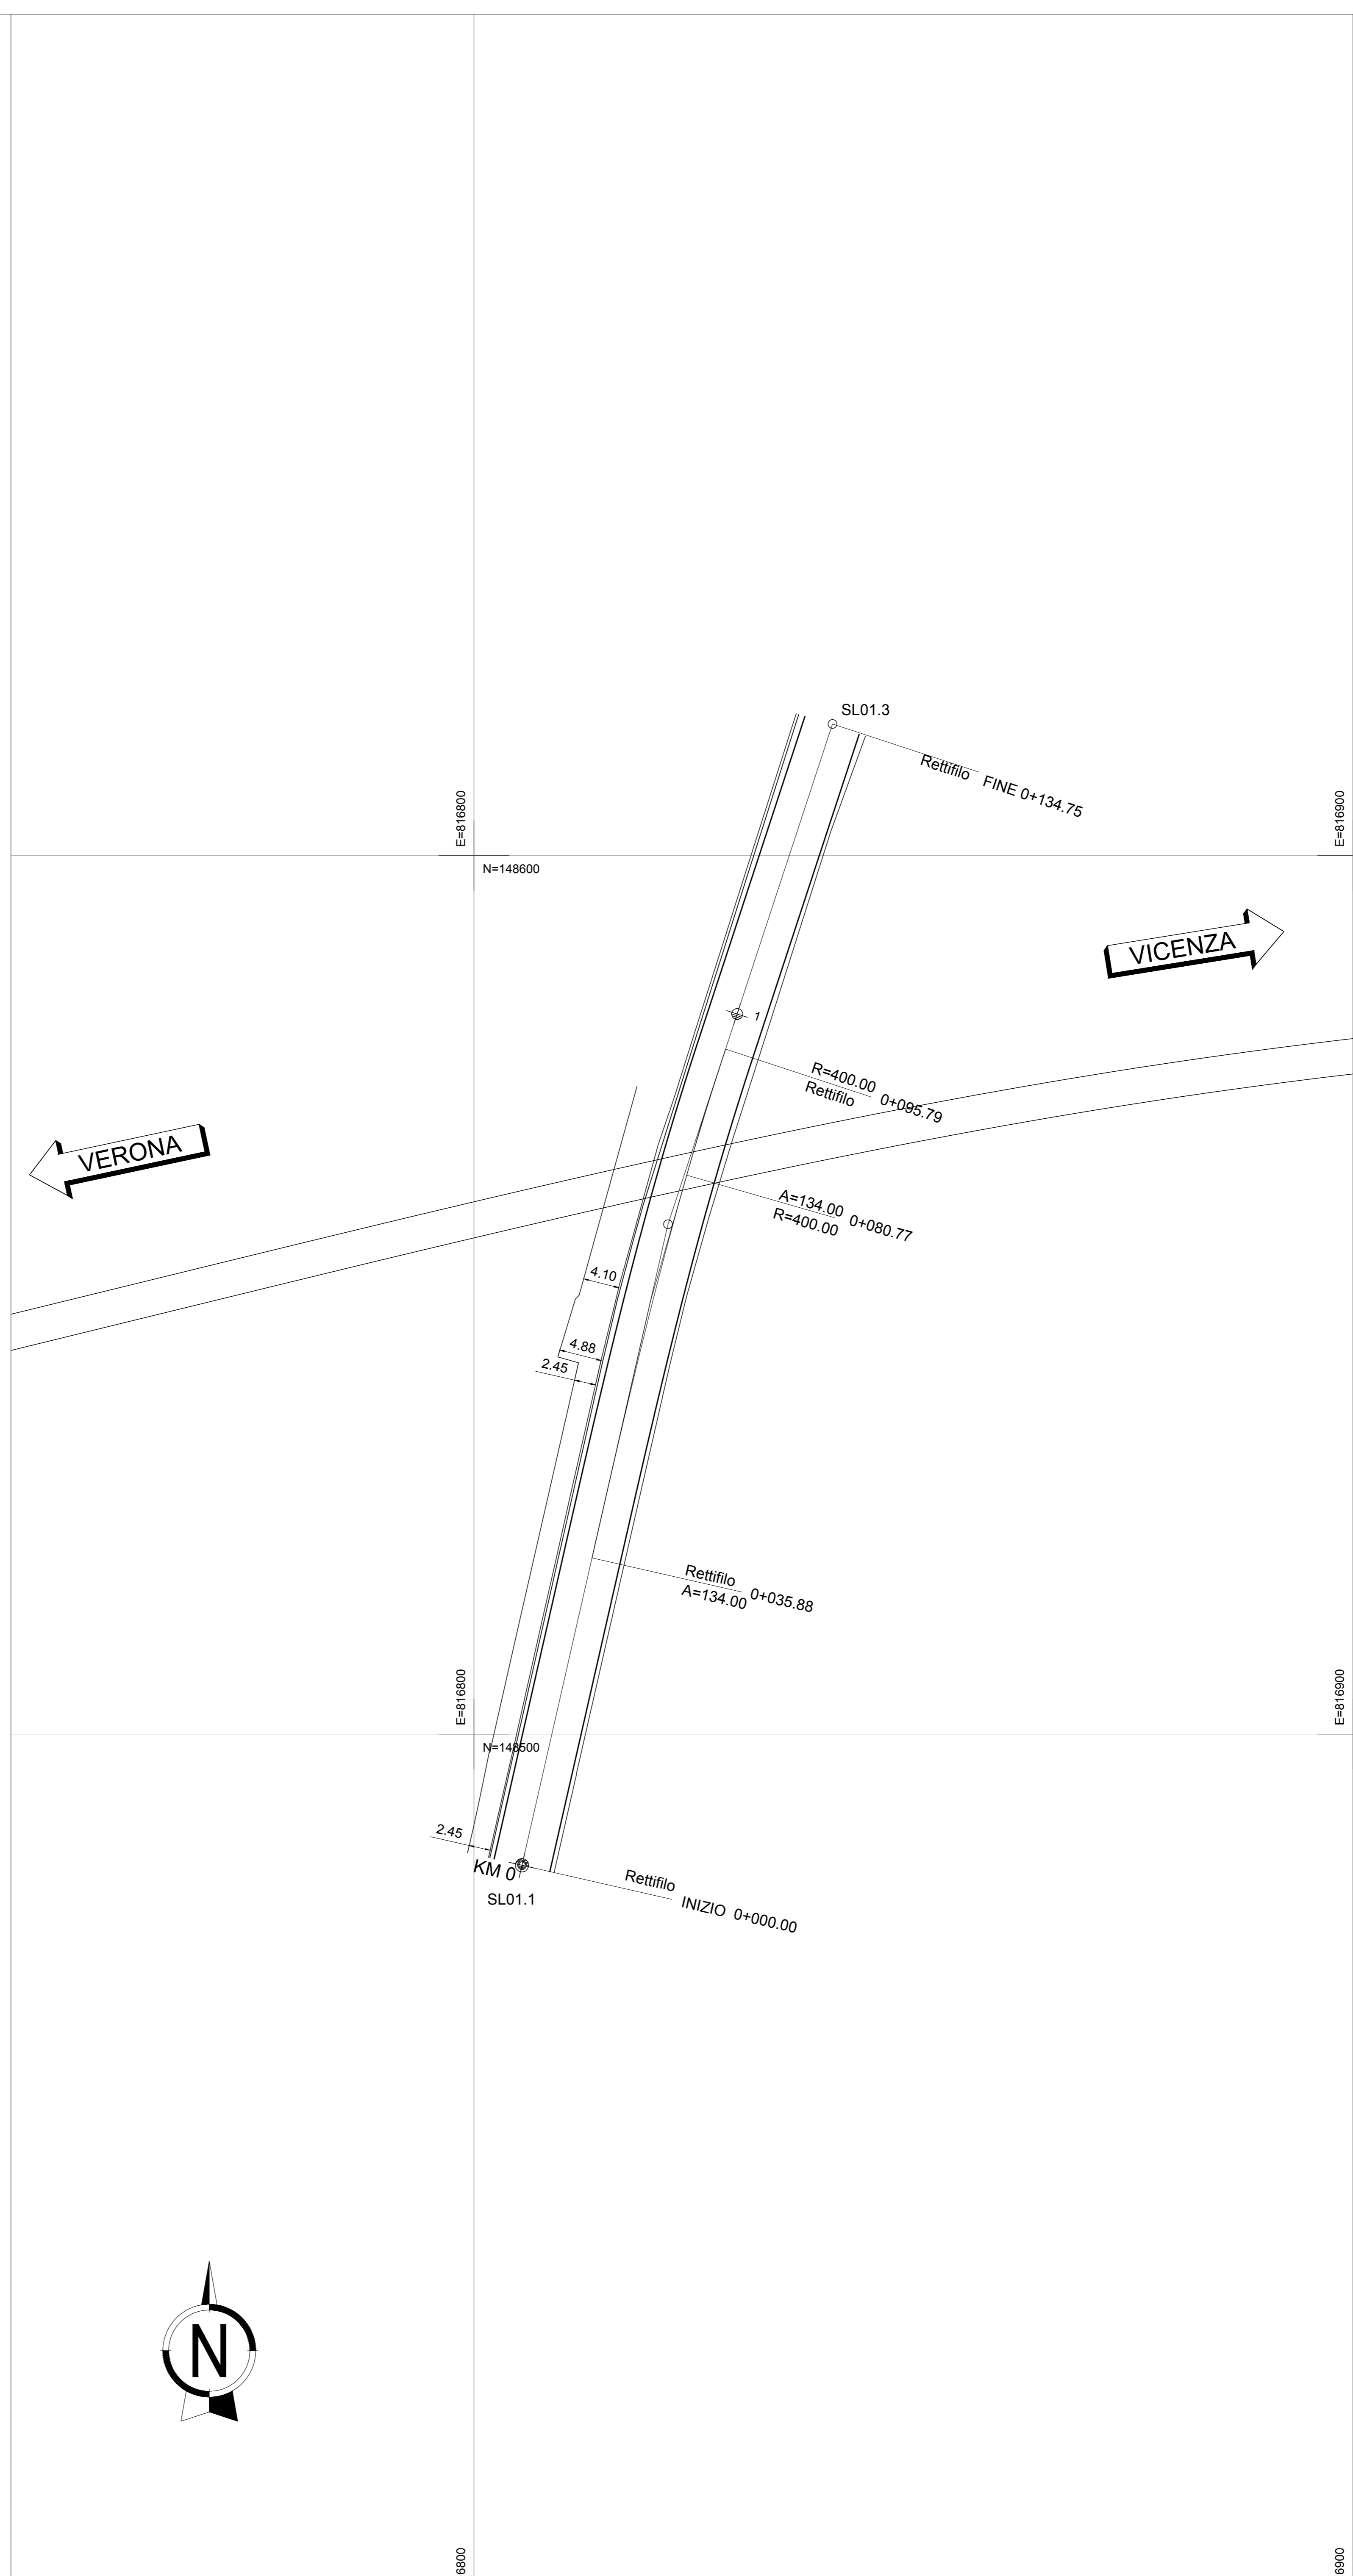 SL01.3
Rettifilo
FINE 0+134.75
E=816800
E=816900
N=148600
VICENZA
1
R=400.00
Rettifilo
0+095.79
VERONA
A=134.00
R=400.00
0+080.77
4.10
4.88
2.45
Rettifilo
A=134.00
0+035.88
E=816800
E=816900
N=148500
2.45
KM 0
SL01.1
Rettifilo
INIZIO 0+000.00
N
6800
6900